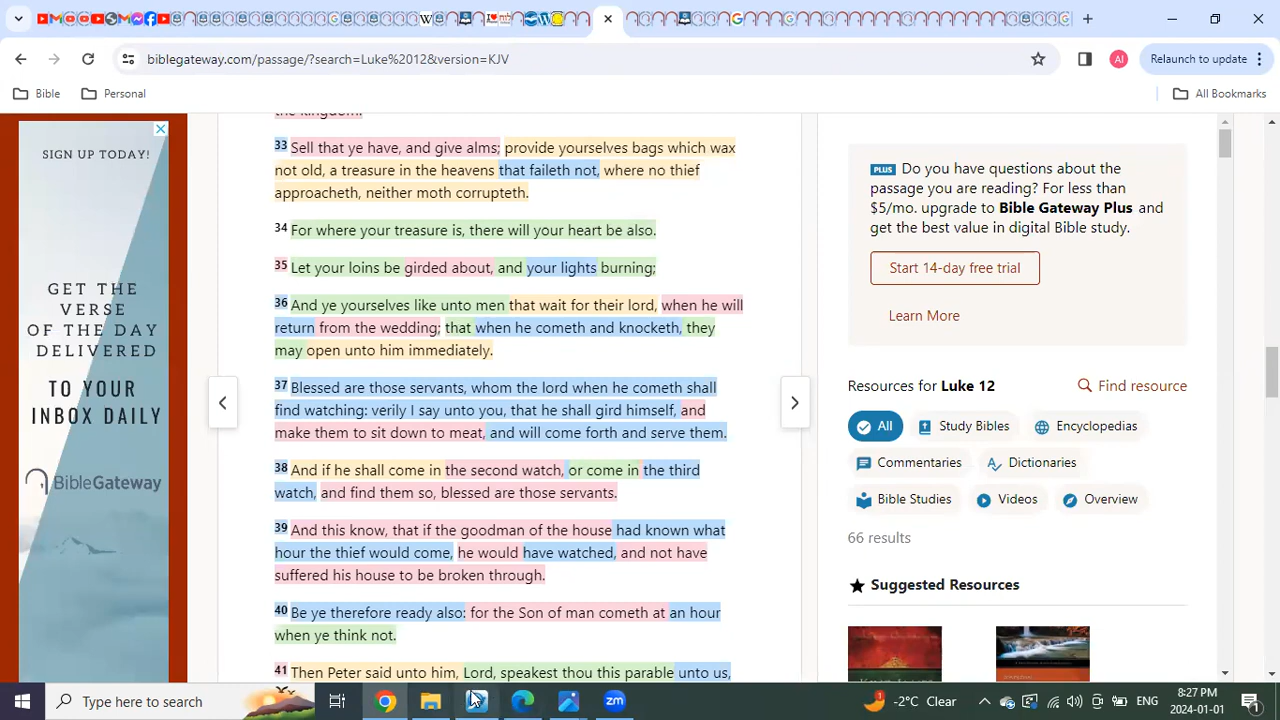 biblegateway.com/passage/?search=Luke%2012&version=KJV
AI
Relaunch to update
Bible
Personal
All Bookmarks
SIGN UP TODAY!
GET THE
VERSE
OF THE DAY
DELIVERED
TO YOUR
INBOX DAILY
BibleGateway
the kingdom.
33 Sell that ye have, and give alms; provide yourselves bags which wax
not old, a treasure in the heavens that faileth not, where no thief
approacheth, neither moth corrupteth.
34 For where your treasure is, there will your heart be also.
35 Let your loins be girded about, and your lights burning;
36 And ye yourselves like unto men that wait for their lord, when he will
return from the wedding; that when he cometh and knocketh, they
may open unto him immediately.
37 Blessed are those servants, whom the lord when he cometh shall
find watching: verily I say unto you, that he shall gird himself, and
make them to sit down to meat, and will come forth and serve them.
38 And if he shall come in the second watch, or come in the third
watch, and find them so, blessed are those servants.
39 And this know, that if the goodman of the house had known what
hour the thief would come, he would have watched, and not have
suffered his house to be broken through.
40 Be ye therefore ready also: for the Son of man cometh at an hour
when ye think not.
41 Then Peter said unto him, Lord, speakest thou this parable unto us,
PLUS Do you have questions about the
passage you are reading? For less than
$5/mo. upgrade to Bible Gateway Plus and
get the best value in digital Bible study.
Start 14-day free trial
Learn More
Resources for Luke 12
Find resource
All
Study Bibles
Encyclopedias
Commentaries
Dictionaries
Bible Studies
Videos
Overview
66 results
Suggested Resources
Type here to search
zm
1
-2°C Clear
ENG
8:27 PM
2024-01-01
1